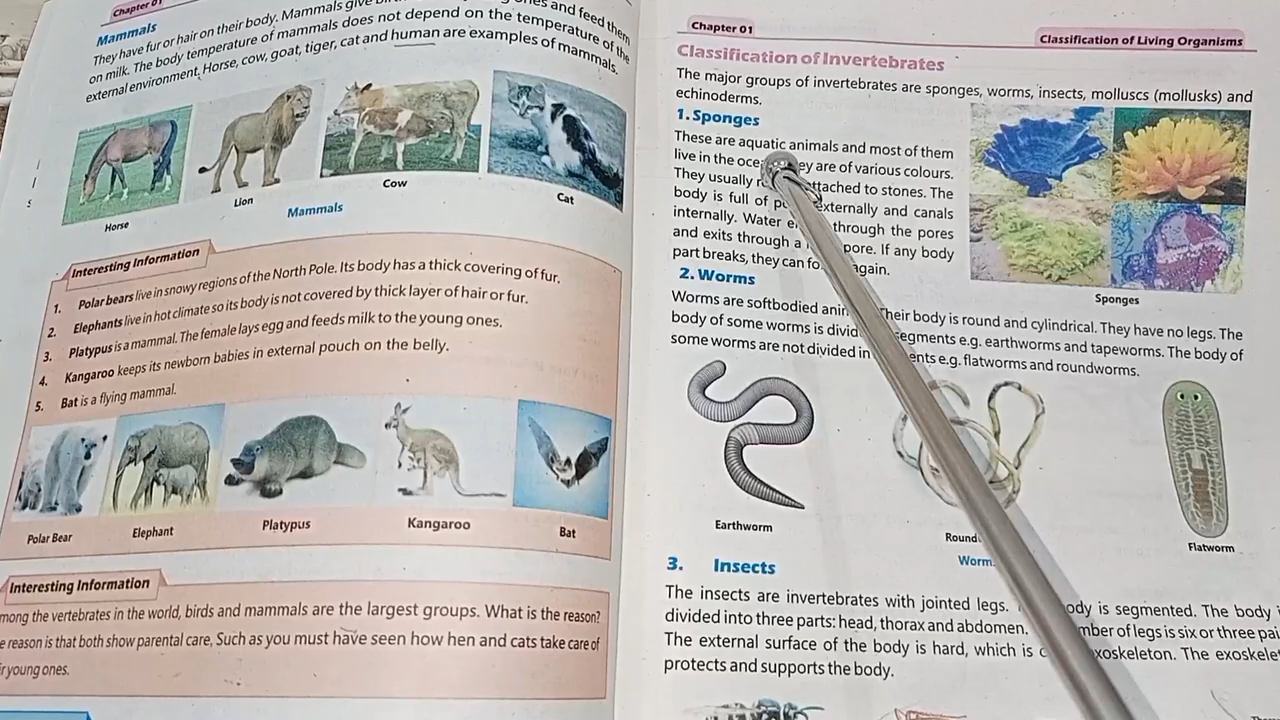 Chapter 01
Mammals
They have fur or hair on their body. Mammals give and feed them
on milk. The body temperature of mammals does not depend on the temperature of the
external environment. Horse, cow, goat, tiger, cat and human are examples of mammals.
Horse
Lion
Cow
Cat
Mammals
Interesting Information
1. Polar bears live in snowy regions of the North Pole. Its body has a thick covering of fur.
2. Elephants live in hot climate so its body is not covered by thick layer of hair or fur.
3. Platypus is a mammal. The female lays egg and feeds milk to the young ones.
4. Kangaroo keeps its newborn babies in external pouch on the belly.
5. Bat is a flying mammal.
Polar Bear
Elephant
Platypus
Kangaroo
Bat
Interesting Information
mong the vertebrates in the world, birds and mammals are the largest groups. What is the reason?
e reason is that both show parental care, Such as you must have seen how hen and cats take care of
ir young ones.
Chapter 01
Classification of Living Organisms
Classification of Invertebrates
The major groups of invertebrates are sponges, worms, insects, molluscs (mollusks) and
echinoderms.
1. Sponges
These are aquatic animals and most of them
live in the oce ey are of various colours.
They usually ttached to stones. The
body is full of externally and canals
internally. Water through the pores
and exits through a pore. If any body
part breaks, they can fo again.
Sponges
2. Worms
Worms are softbodied heir body is round and cylindrical. They have no legs. The
body of some worms is segments e.g. earthworms and tapeworms. The body of
some worms are not divided in ents e.g. flatworms and roundworms.
Earthworm
Round
Flatworm
Worm
3. Insects
The insects are invertebrates with jointed legs. ody is segmented. The body
divided into three parts: head, thorax and abdomen. mber of legs is six or three pai
The external surface of the body is hard, which is xoskeleton. The exoskele
protects and supports the body.